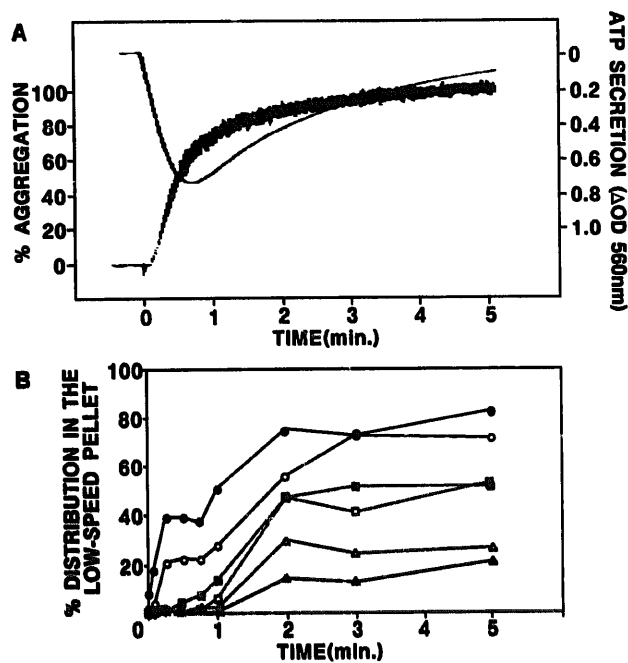 A
% AGGREGATION
100
80
60
40
20
0
0
0.2
0.4
0.6
0.8
1.0
ATP SECRETION (ΔOD 560nm)
0 1 2 3 4 5
TIME(min.)
B
% DISTRIBUTION IN THE
LOW-SPEED PELLET
100
80
60
40
20
0 1 2 3 4 5
TIME(min.)